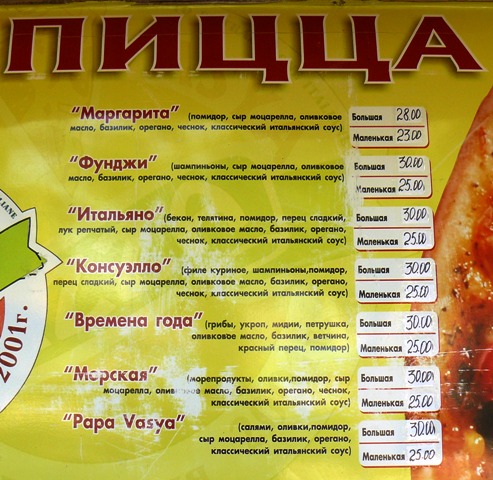 ПИЦЦА
"Маргарита" (помидор, сыр моцарелла, оливковое
масло, базилик, орегано, чеснок, классический итальянский соус)
Большая 28.00
Маленькая 23.00
"Фунджи" (шампиньоны, сыр моцарелла, оливковое
масло, базилик, орегано, чеснок, классический итальянский соус)
Большая 30.00
Маленькая 25.00
"Итальяно" (бекон, телятина, помидор, перец сладкий,
лук репчатый, сыр моцарелла, оливковое масло, базилик, орегано,
чеснок, классический итальянский соус)
Большая 30.00
Маленькая 25.00
"Консуэлло" (филе куриное, шампиньоны,помидор,
перец сладкий, сыр моцарелла, оливковое масло, базилик, орегано,
чеснок, классический итальянский соус)
Большая 30.00
Маленькая 25.00
"Времена года" (грибы, укроп, мидии, петрушка,
оливковое масло, базилик, ветчина,
красный перец, помидор)
Большая 30.00
Маленькая 25.00
"Морская" (морепродукты, оливки,помидор, сыр
моцарелла, оливковое масло, базилик, орегано, чеснок,
классический итальянский соус)
Большая 30.00
Маленькая 25.00
"Papa Vasya" (салями, оливки,помидор,
сыр моцарелла, базилик, орегано,
классический итальянский соус)
Большая 30.00
Маленькая 25.00
2001г.